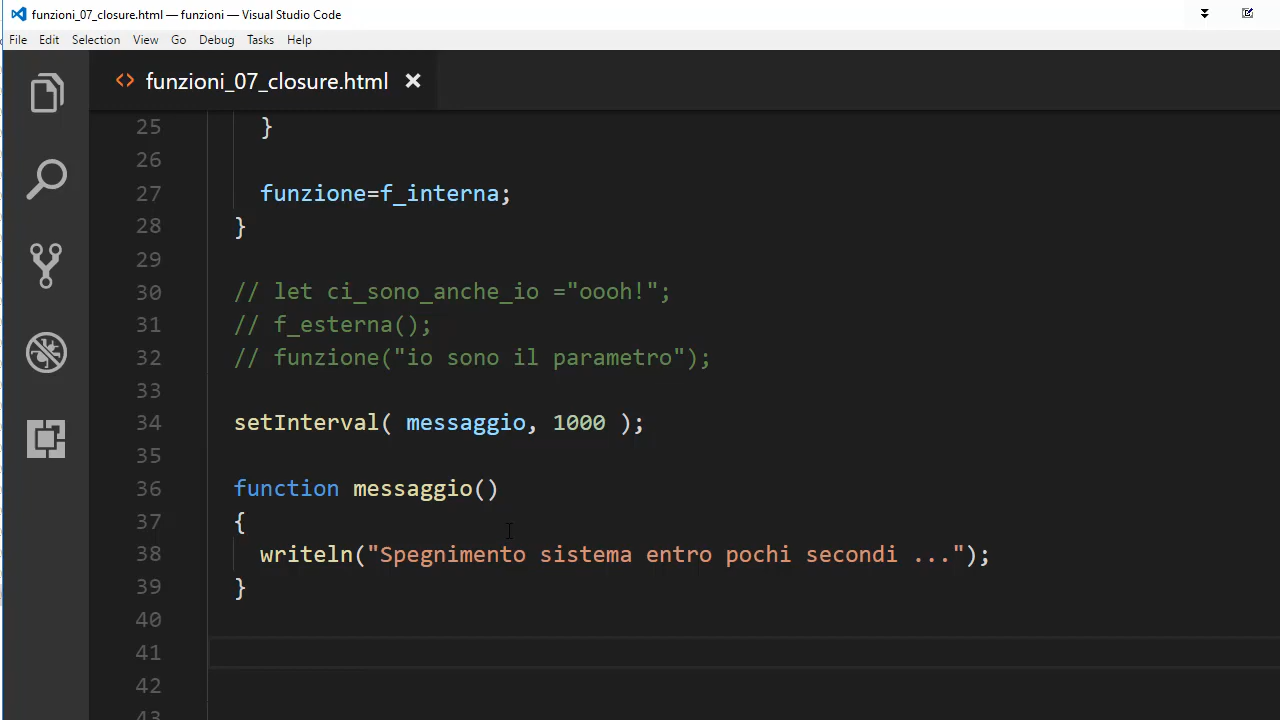 funzioni_07_closure.html — funzioni — Visual Studio Code
File Edit Selection View Go Debug Tasks Help
funzioni_07_closure.html
25 }
26
27 funzione=f_interna;
28 }
29
30 // let ci_sono_anche_io ="oooh!";
31 // f_esterna();
32 // funzione("io sono il parametro");
33
34 setInterval( messaggio, 1000 );
35
36 function messaggio()
37 {
38 writeln("Spegnimento sistema entro pochi secondi ...");
39 }
40
41
42
43